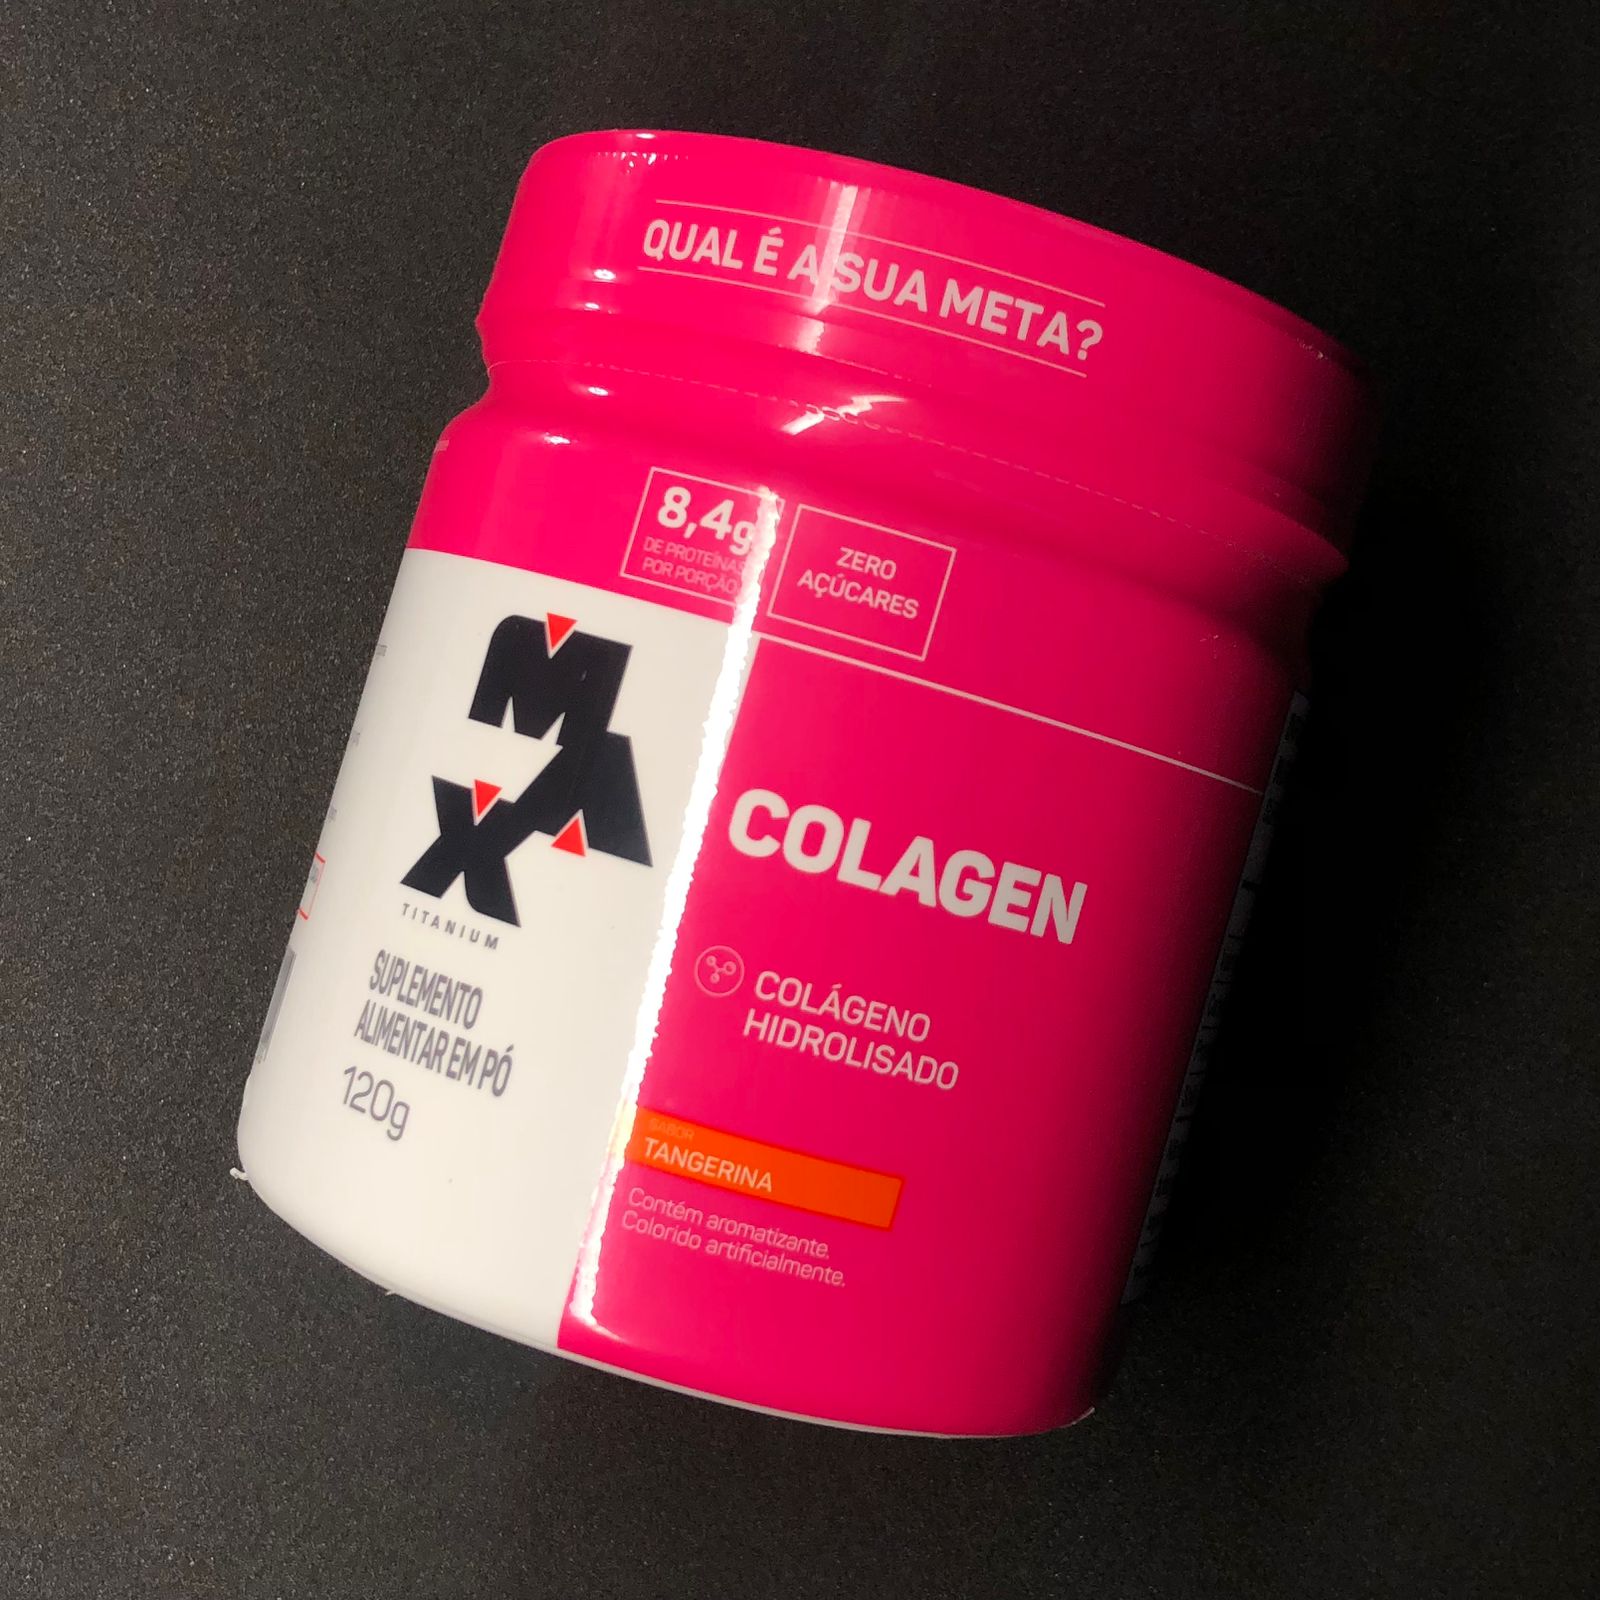 QUAL É A SUA META?
8,4g
DE PROTEÍNAS
POR PORÇÃO
ZERO
AÇÚCARES
MAX
TITANIUM
SUPLEMENTO
ALIMENTAR EM PÓ
120g
COLAGEN
COLÁGENO
HIDROLISADO
SABOR
TANGERINA
Contém aromatizante.
Colorido artificialmente.